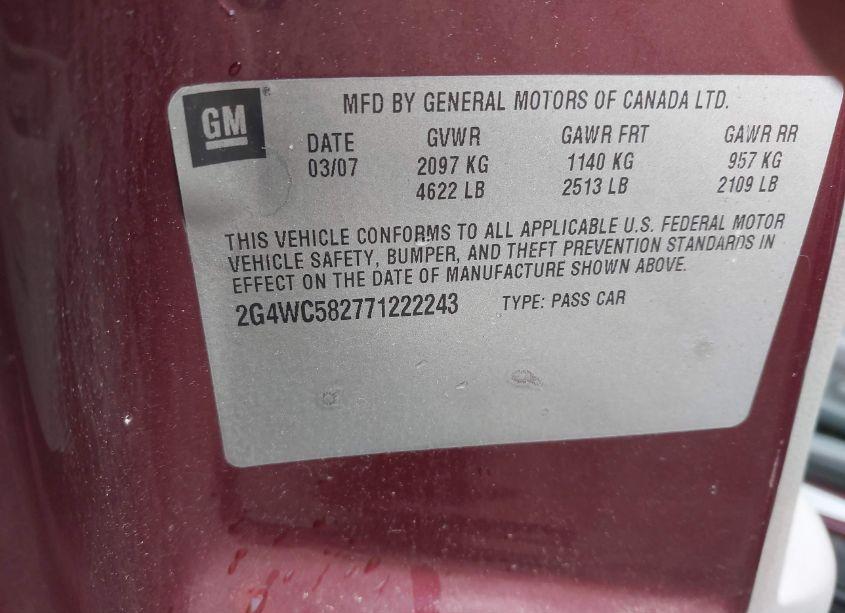 GM®
MFD BY GENERAL MOTORS OF CANADA LTD.
DATE GVWR GAWR FRT GAWR RR
03/07 2097 KG 1140 KG 957 KG
4622 LB 2513 LB 2109 LB
THIS VEHICLE CONFORMS TO ALL APPLICABLE U.S. FEDERAL MOTOR
VEHICLE SAFETY, BUMPER, AND THEFT PREVENTION STANDARDS IN
EFFECT ON THE DATE OF MANUFACTURE SHOWN ABOVE.
2G4WC582771222243 TYPE: PASS CAR